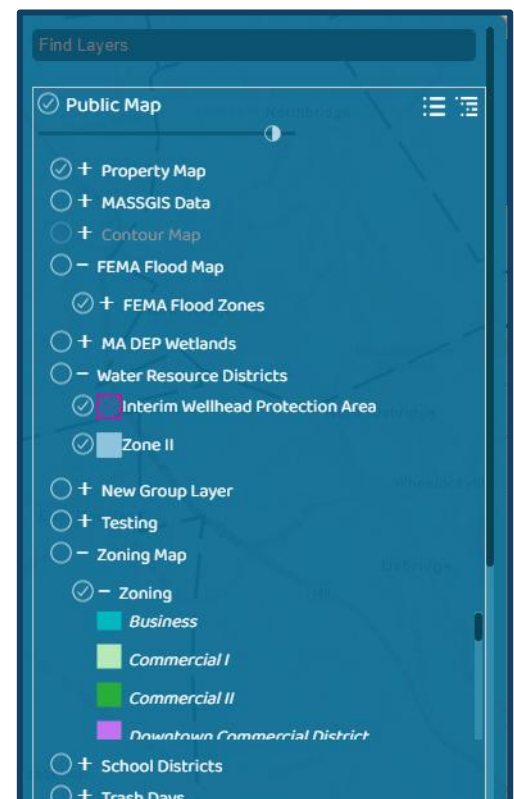 Find Layers
Public Map
Property Map
MASSGIS Data
Contour Map
FEMA Flood Map
FEMA Flood Zones
MA DEP Wetlands
Water Resource Districts
Interim Wellhead Protection Area
Zone II
New Group Layer
Testing
Zoning Map
Zoning
Business
Commercial I
Commercial II
Downtown Commercial District
School Districts
Trash Days